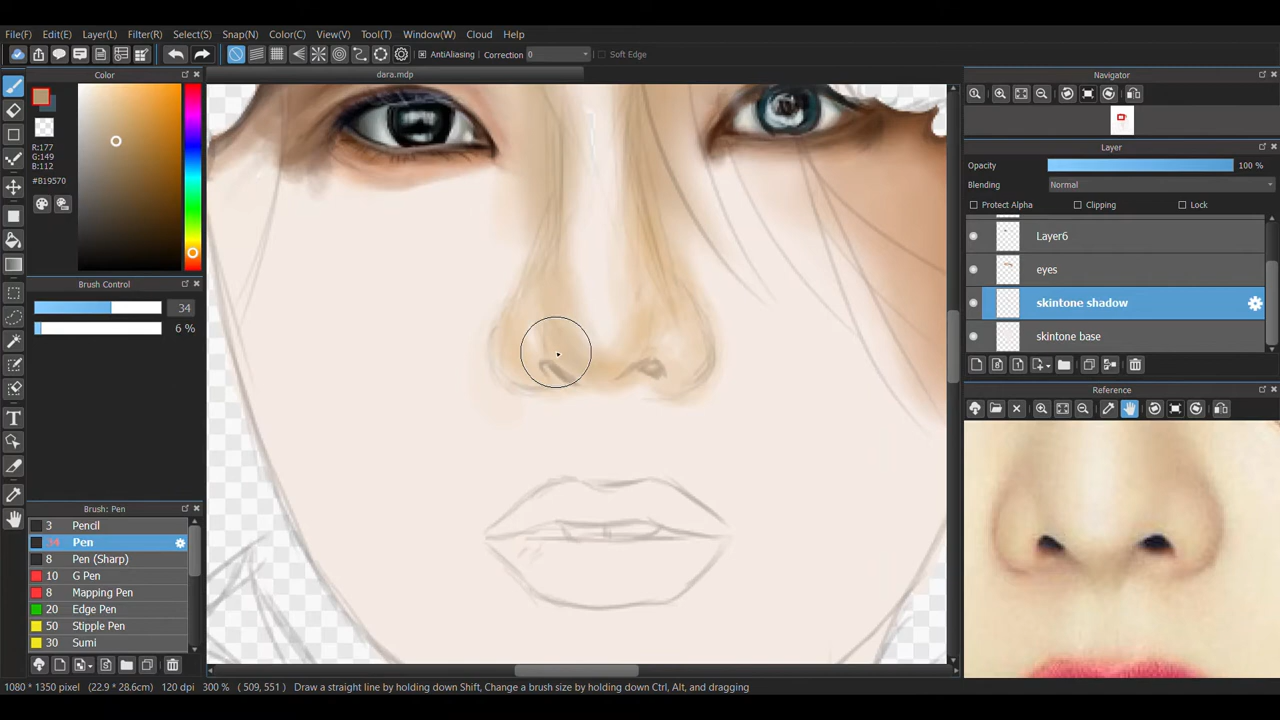 File(F) Edit(E) Layer(L) Filter(R) Select(S) Snap(N) Color(C) View(V) Tool(T) Window(W) Cloud Help
AntiAliasing Correction 0 Soft Edge
Color
R:177
G:149
B:112
#B19570
Brush Control
34
6 %
Brush: Pen
3 Pencil
34 Pen
8 Pen (Sharp)
10 G Pen
8 Mapping Pen
20 Edge Pen
50 Stipple Pen
30 Sumi
dara.mdp
Navigator
Layer
Opacity 100 %
Blending Normal
Protect Alpha Clipping Lock
Layer6
eyes
skintone shadow
skintone base
Reference
1080 * 1350 pixel (22.9 * 28.6cm) 120 dpi 300 % ( 509, 551 ) Draw a straight line by holding down Shift, Change a brush size by holding down Ctrl, Alt, and dragging